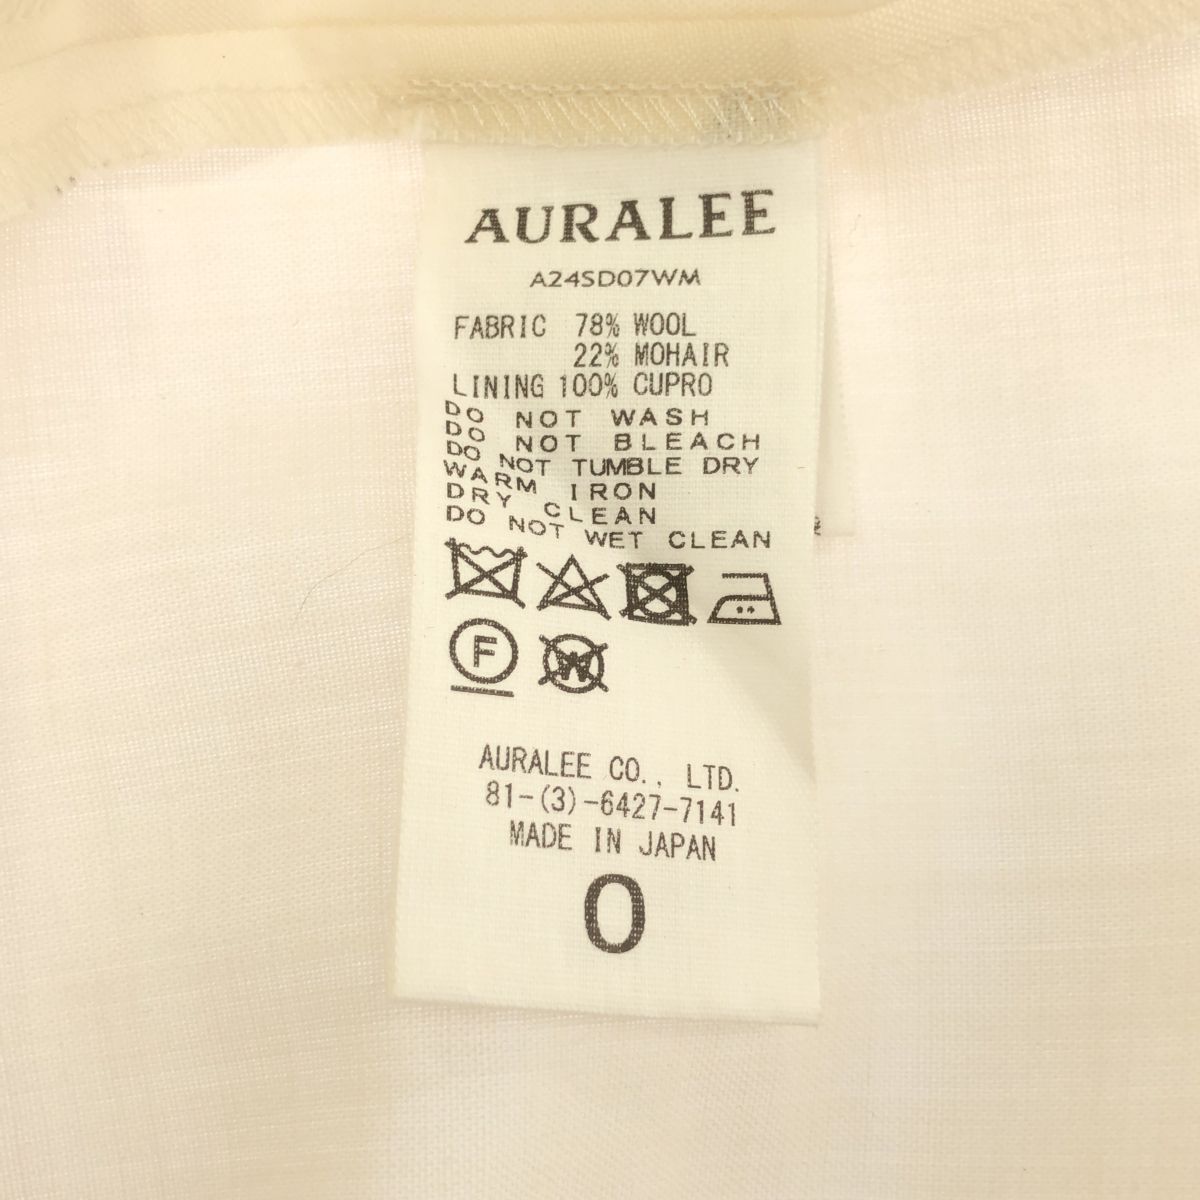 AURALEE
A24SD07WM
FABRIC 78% WOOL
22% MOHAIR
LINING 100% CUPRO
DO NOT WASH
DO NOT BLEACH
DO NOT TUMBLE DRY
WARM IRON
DRY CLEAN
DO NOT WET CLEAN
F W
AURALEE CO., LTD.
81-(3)-6427-7141
MADE IN JAPAN
0